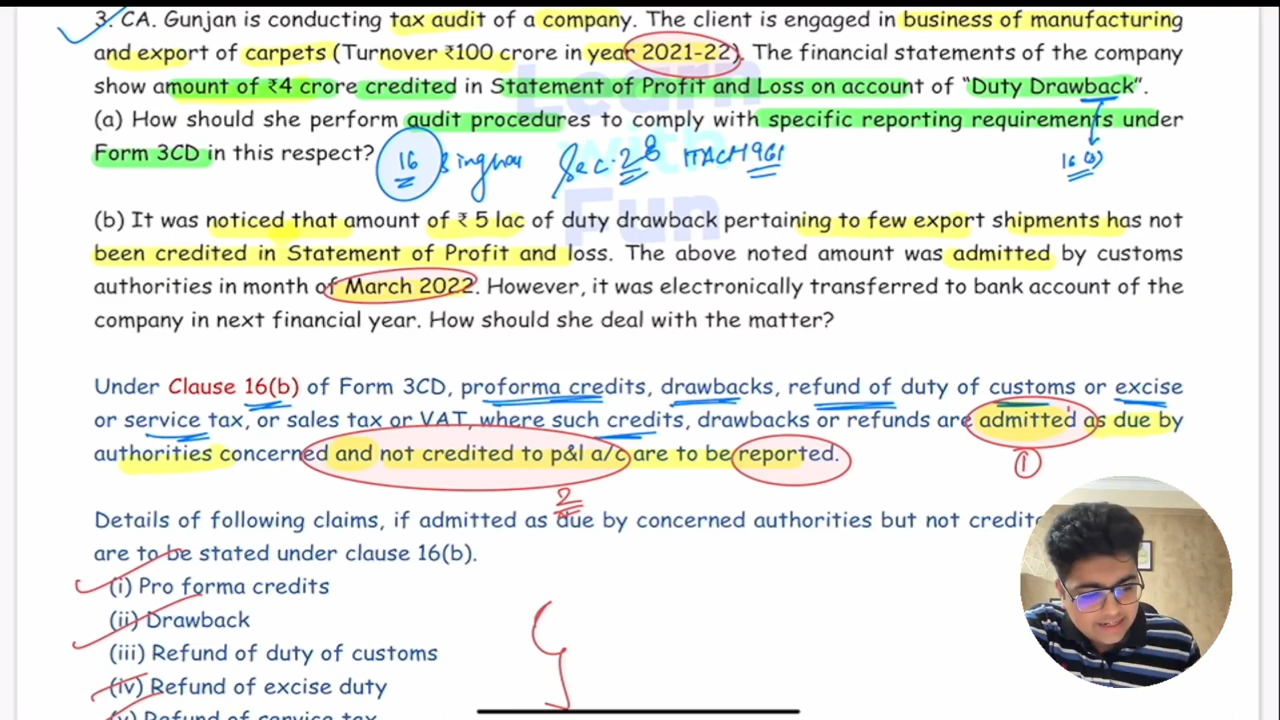 3. CA. Gunjan is conducting tax audit of a company. The client is engaged in business of manufacturing
and export of carpets (Turnover ₹100 crore in year 2021-22). The financial statements of the company
show amount of ₹4 crore credited in Statement of Profit and Loss on account of "Duty Drawback".
(a) How should she perform audit procedures to comply with specific reporting requirements under
Form 3CD in this respect?
16 Singham Sec. 28 ITACH 961
16(b)
(b) It was noticed that amount of ₹ 5 lac of duty drawback pertaining to few export shipments has not
been credited in Statement of Profit and loss. The above noted amount was admitted by customs
authorities in month of March 2022. However, it was electronically transferred to bank account of the
company in next financial year. How should she deal with the matter?
Under Clause 16(b) of Form 3CD, proforma credits, drawbacks, refund of duty of customs or excise
or service tax, or sales tax or VAT, where such credits, drawbacks or refunds are admitted as due by
authorities concerned and not credited to p&l a/c are to be reported.
1
2
Details of following claims, if admitted as due by concerned authorities but not
are to be stated under clause 16(b).
(i) Pro forma credits
(ii) Drawback
(iii) Refund of duty of customs
(iv) Refund of excise duty
(v) Refund of service tax
Learn
with
Fun